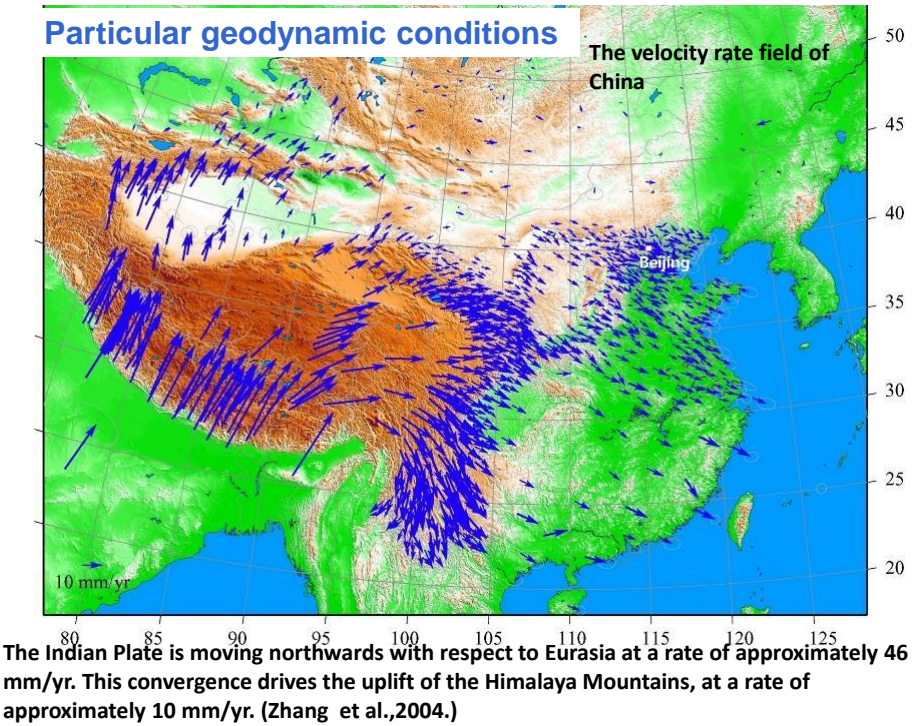 Particular geodynamic conditions
The velocity rate field of
China
50
45
40
Beijing
35
30
25
20
10 mm/yr
80 85 90 95 100 105 110 115 120 125
The Indian Plate is moving northwards with respect to Eurasia at a rate of approximately 46
mm/yr. This convergence drives the uplift of the Himalaya Mountains, at a rate of
approximately 10 mm/yr. (Zhang et al.,2004.)